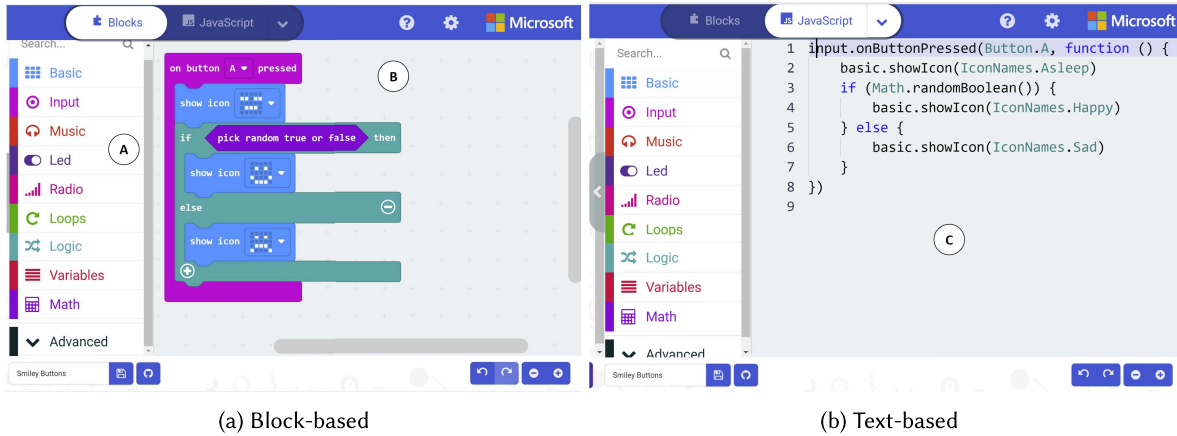 Blocks
JavaScript
Microsoft
Search...
Basic
Input
Music
Led
Radio
Loops
Logic
Variables
Math
Advanced
A
on button A pressed
show icon
if pick random true or false then
show icon
else
show icon
B
Smiley Buttons
(a) Block-based
Blocks
JavaScript
Microsoft
Search...
Basic
Input
Music
Led
Radio
Loops
Logic
Variables
Math
Advanced
1 input.onButtonPressed(Button.A, function () {
2 basic.showIcon(IconNames.Asleep)
3 if (Math.randomBoolean()) {
4 basic.showIcon(IconNames.Happy)
5 } else {
6 basic.showIcon(IconNames.Sad)
7 }
8 })
9
C
Smiley Buttons
(b) Text-based